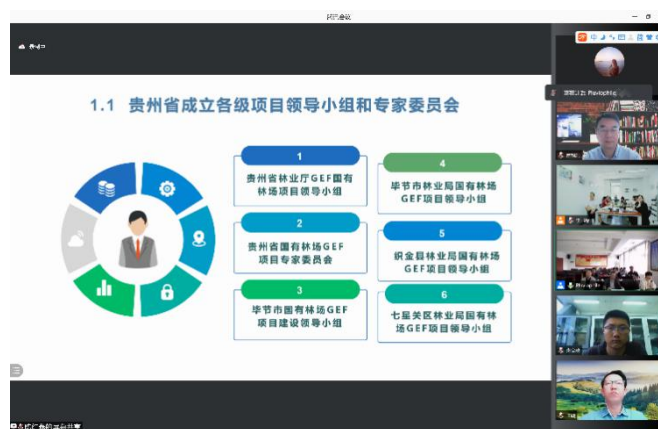 1.1 贵州省成立各级项目领导小组和专家委员会
1
贵州省林业厅GEF国有
林场项目领导小组
2
贵州省国有林场GEF
项目专家委员会
3
毕节市国有林场GEF
项目建设领导小组
4
毕节市林业局国有林场
GEF项目领导小组
5
织金县林业局国有林场
GEF项目领导小组
6
七星关区林业局国有林
场GEF项目领导小组